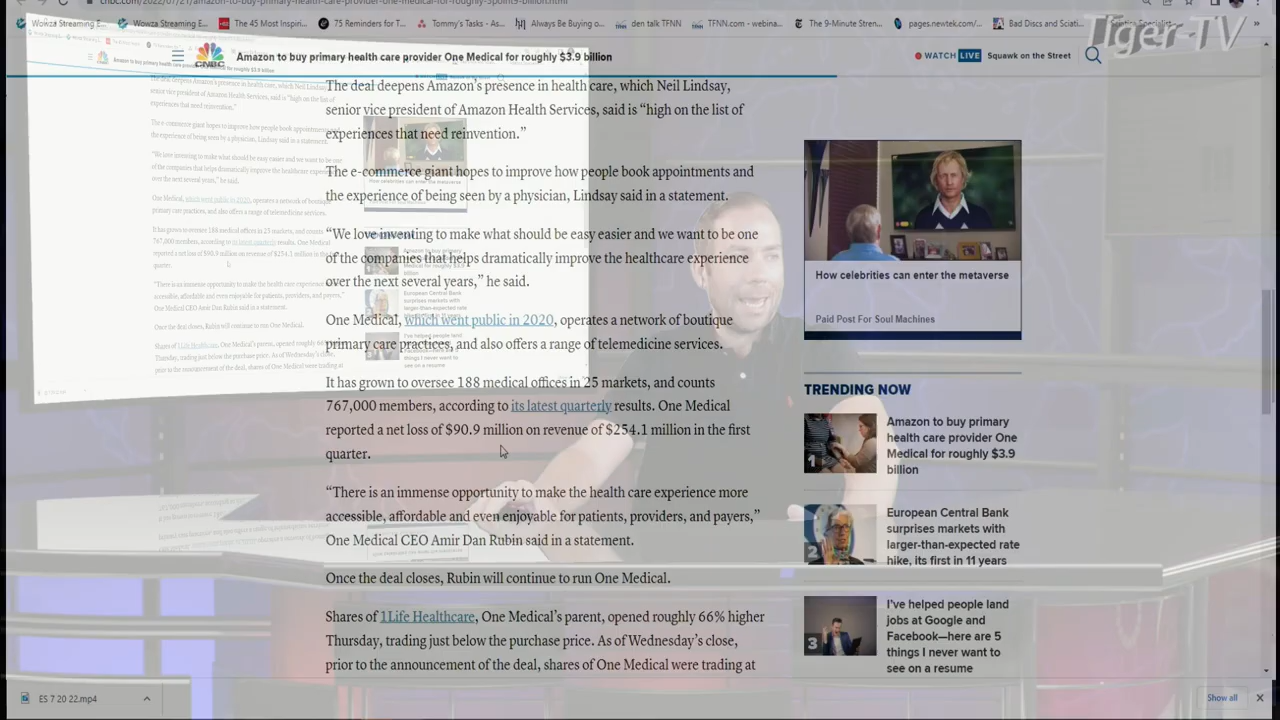 cnbc.com/2022/07/21/amazon-to-buy-primary-health-care-provider-one-medical-for-roughly-3point9-billion.html
Wowza Streaming E... Wowza Streaming E... The 45 Most Inspiri... 75 Reminders for T... Tommy's Tasks - As... Always Be Buying o... den talk TFNN TFNN.com - webina... The 9-Minute Stren... pages.newtek.com/... Bad Discs and Sciati... Sciatica Specialist...
Tiger-TV
CNBC
Amazon to buy primary health care provider One Medical for roughly $3.9 billion
WATCH LIVE Squawk on the Street
The deal deepens Amazon's presence in health care, which Neil Lindsay,
senior vice president of Amazon Health Services, said is “high on the list of
experiences that need reinvention.”
The e-commerce giant hopes to improve how people book appointments and
the experience of being seen by a physician, Lindsay said in a statement.
“We love inventing to make what should be easy easier and we want to be one
of the companies that helps dramatically improve the healthcare experience
over the next several years,” he said.
One Medical, which went public in 2020, operates a network of boutique
primary care practices, and also offers a range of telemedicine services.
It has grown to oversee 188 medical offices in 25 markets, and counts
767,000 members, according to its latest quarterly results. One Medical
reported a net loss of $90.9 million on revenue of $254.1 million in the first
quarter.
“There is an immense opportunity to make the health care experience more
accessible, affordable and even enjoyable for patients, providers, and payers,”
One Medical CEO Amir Dan Rubin said in a statement.
Once the deal closes, Rubin will continue to run One Medical.
Shares of 1Life Healthcare, One Medical's parent, opened roughly 66% higher
Thursday, trading just below the purchase price. As of Wednesday's close,
prior to the announcement of the deal, shares of One Medical were trading at
How celebrities can enter the metaverse
Paid Post For Soul Machines
TRENDING NOW
1
Amazon to buy primary
health care provider One
Medical for roughly $3.9
billion
2
European Central Bank
surprises markets with
larger-than-expected rate
hike, its first in 11 years
3
I've helped people land
jobs at Google and
Facebook—here are 5
things I never want to
see on a resume
ES 7 20 22.mp4
Show all